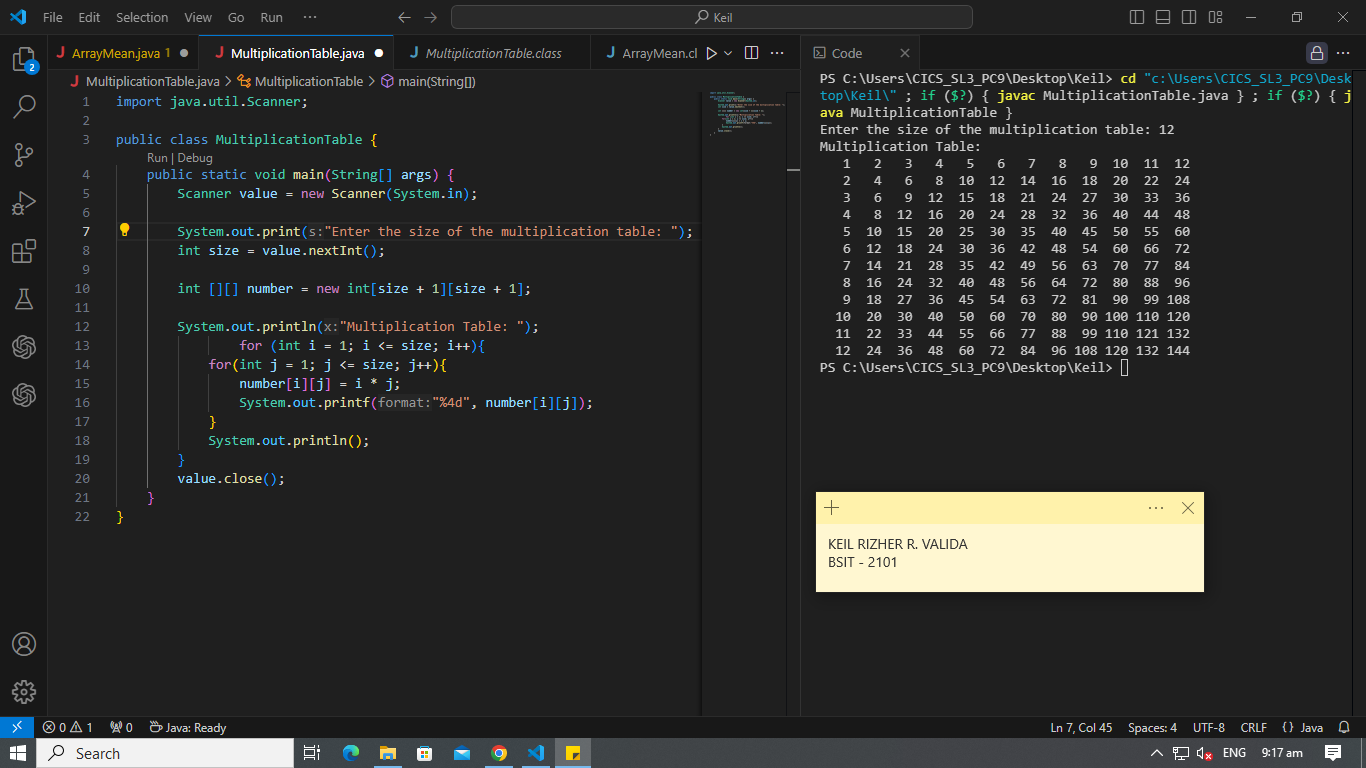 File Edit Selection View Go Run ··· Keil
ArrayMean.java 1 MultiplicationTable.java MultiplicationTable.class ArrayMean.cl
MultiplicationTable.java > MultiplicationTable > main(String[])
1 import java.util.Scanner;
2
3 public class MultiplicationTable {
Run | Debug
4 public static void main(String[] args) {
5 Scanner value = new Scanner(System.in);
6
7 System.out.print(s:"Enter the size of the multiplication table: ");
8 int size = value.nextInt();
9
10 int [][] number = new int[size + 1][size + 1];
11
12 System.out.println(x:"Multiplication Table: ");
13 for (int i = 1; i <= size; i++){
14 for(int j = 1; j <= size; j++){
15 number[i][j] = i * j;
16 System.out.printf(format:"%4d", number[i][j]);
17 }
18 System.out.println();
19 }
20 value.close();
21 }
22 }
Code
PS C:\Users\CICS_SL3_PC9\Desktop\Keil> cd "c:\Users\CICS_SL3_PC9\Desk
top\Keil\" ; if ($?) { javac MultiplicationTable.java } ; if ($?) { j
ava MultiplicationTable }
Enter the size of the multiplication table: 12
Multiplication Table:
1 2 3 4 5 6 7 8 9 10 11 12
2 4 6 8 10 12 14 16 18 20 22 24
3 6 9 12 15 18 21 24 27 30 33 36
4 8 12 16 20 24 28 32 36 40 44 48
5 10 15 20 25 30 35 40 45 50 55 60
6 12 18 24 30 36 42 48 54 60 66 72
7 14 21 28 35 42 49 56 63 70 77 84
8 16 24 32 40 48 56 64 72 80 88 96
9 18 27 36 45 54 63 72 81 90 99 108
10 20 30 40 50 60 70 80 90 100 110 120
11 22 33 44 55 66 77 88 99 110 121 132
12 24 36 48 60 72 84 96 108 120 132 144
PS C:\Users\CICS_SL3_PC9\Desktop\Keil>
KEIL RIZHER R. VALIDA
BSIT - 2101
2
0 1 0 Java: Ready Ln 7, Col 45 Spaces: 4 UTF-8 CRLF {} Java
Search ENG 9:17 am